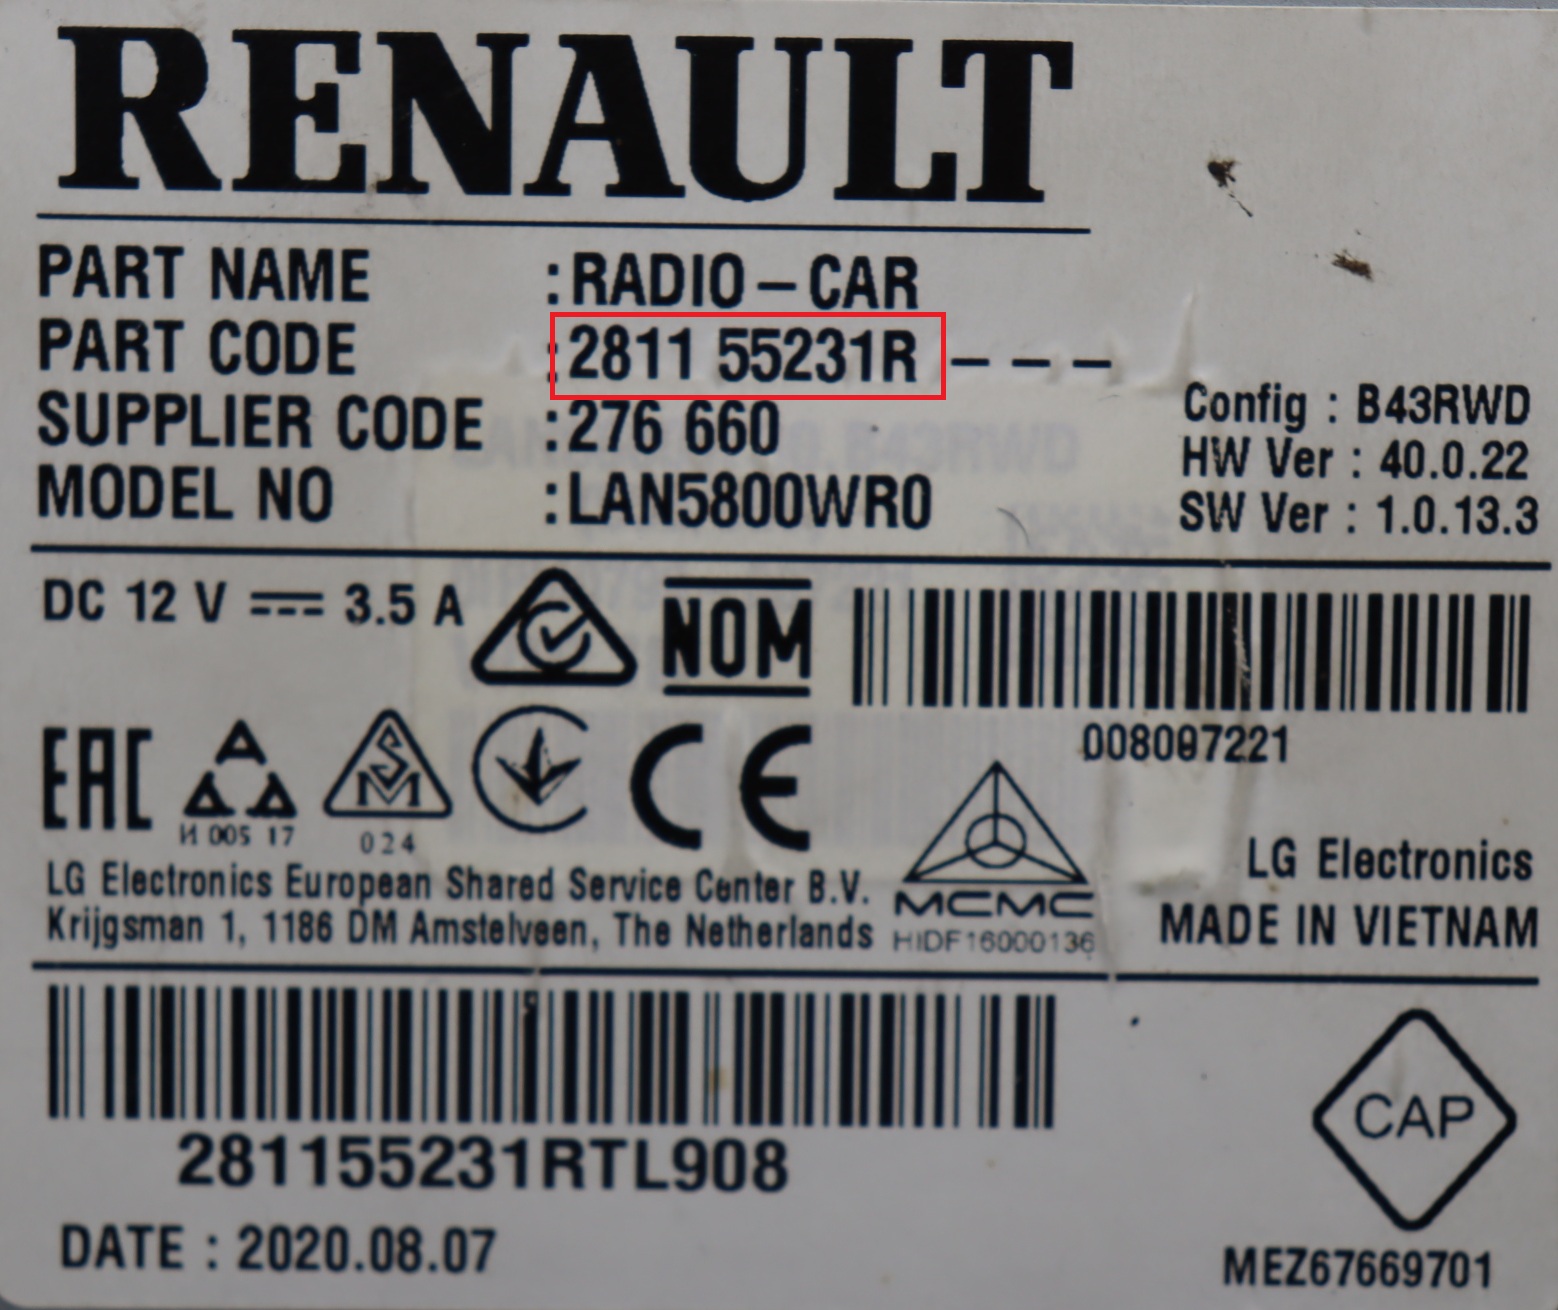 RENAULT
PART NAME :RADIO-CAR
PART CODE :2811 55231R ---
SUPPLIER CODE :276 660
MODEL NO :LAN5800WR0
Config : B43RWD
HW Ver : 40.0.22
SW Ver : 1.0.13.3
DC 12 V 3.5 A
NOM
008097221
EAC
И 005 17
SM
024
CE
MCMC
HIDF16000136
LG Electronics European Shared Service Center B.V.
Krijgsman 1, 1186 DM Amstelveen, The Netherlands
LG Electronics
MADE IN VIETNAM
281155231RTL908
DATE : 2020.08.07
CAP
MEZ67669701